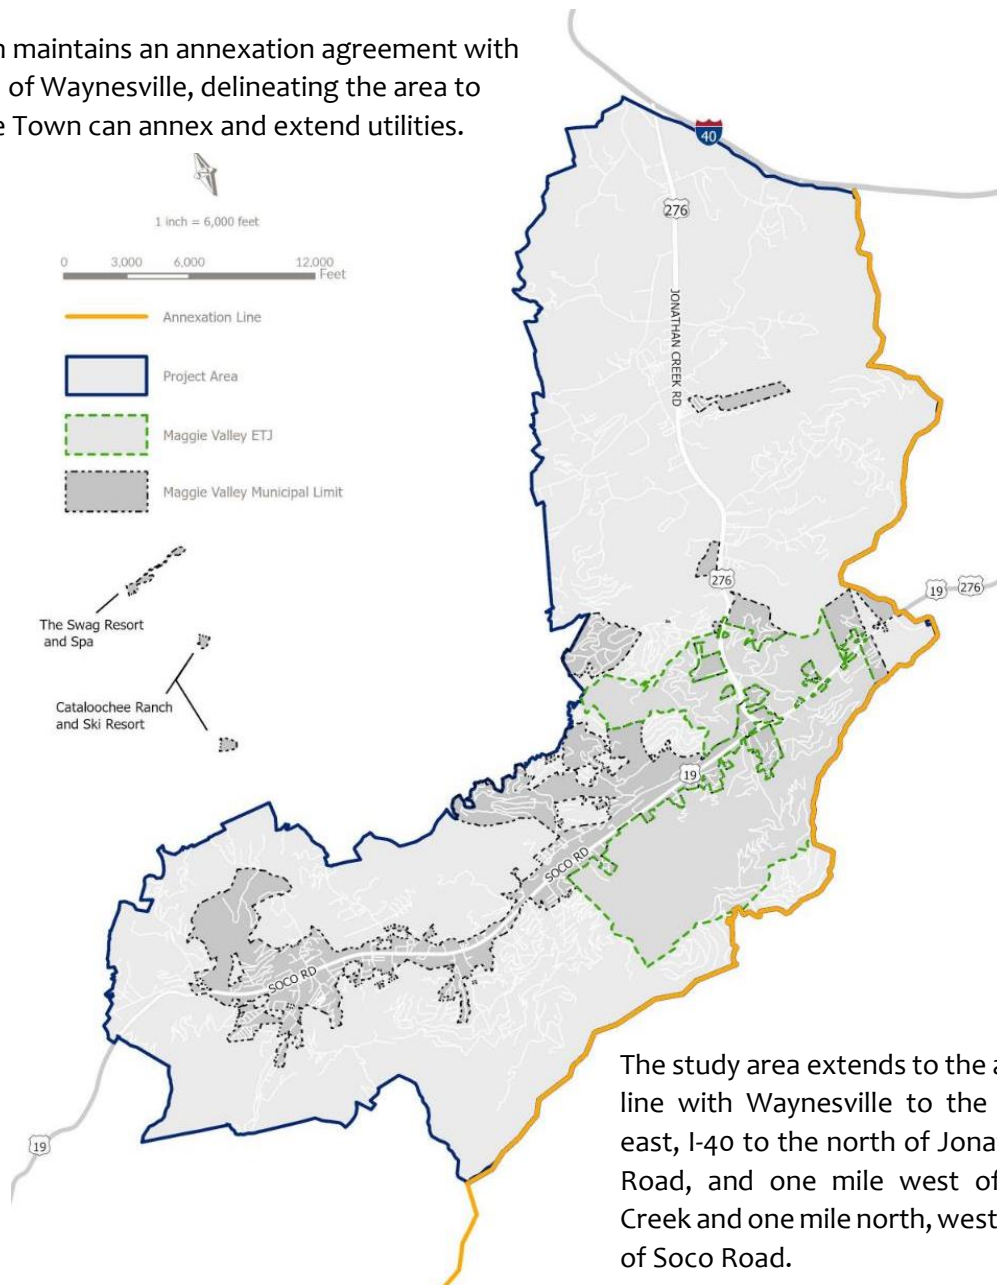 n maintains an annexation agreement with
of Waynesville, delineating the area to
e Town can annex and extend utilities.
40
276
1 inch = 6,000 feet
0 3,000 6,000 12,000
Feet
Annexation Line
JONATHAN CREEK RD
Project Area
Maggie Valley ETJ
Maggie Valley Municipal Limit
276
19 276
The Swag Resort
and Spa
Cataloochee Ranch
and Ski Resort
19
SOCO RD
SOCO RD
19
The study area extends to the a
line with Waynesville to the
east, I-40 to the north of Jona
Road, and one mile west of
Creek and one mile north, west
of Soco Road.